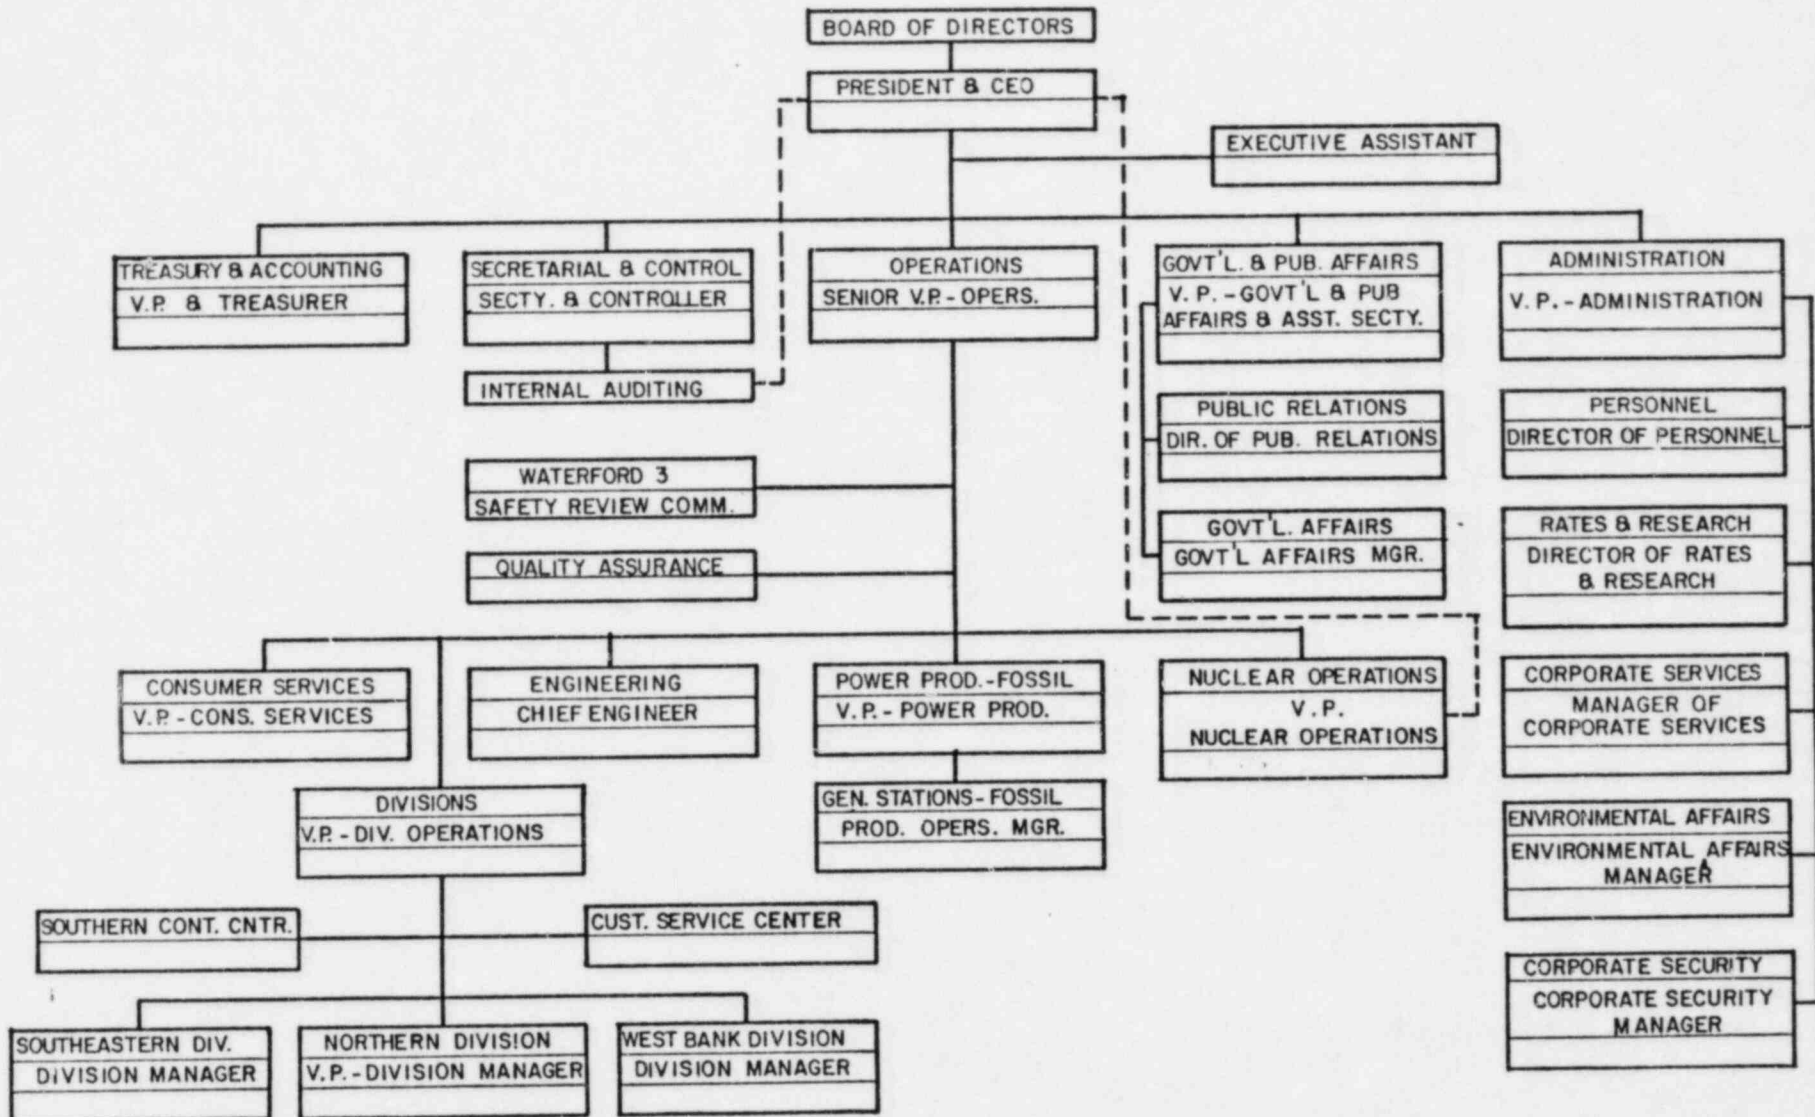 BOARD OF DIRECTORS
PRESIDENT & CEO
EXECUTIVE ASSISTANT
TREASURY & ACCOUNTING
V.P. & TREASURER
SECRETARIAL & CONTROL
SECTY. & CONTROLLER
OPERATIONS
SENIOR V.P. - OPERS.
GOVT'L. & PUB. AFFAIRS
V. P. - GOVT'L & PUB
AFFAIRS & ASST. SECTY.
ADMINISTRATION
V. P. - ADMINISTRATION
INTERNAL AUDITING
PUBLIC RELATIONS
DIR. OF PUB. RELATIONS
PERSONNEL
DIRECTOR OF PERSONNEL
WATERFORD 3
SAFETY REVIEW COMM.
GOVT'L. AFFAIRS
GOVT'L AFFAIRS MGR.
RATES & RESEARCH
DIRECTOR OF RATES
& RESEARCH
QUALITY ASSURANCE
CONSUMER SERVICES
V.P. - CONS. SERVICES
ENGINEERING
CHIEF ENGINEER
POWER PROD. - FOSSIL
V. P. - POWER PROD.
NUCLEAR OPERATIONS
V. P.
NUCLEAR OPERATIONS
CORPORATE SERVICES
MANAGER OF
CORPORATE SERVICES
DIVISIONS
V.P. - DIV. OPERATIONS
GEN. STATIONS - FOSSIL
PROD. OPERS. MGR.
ENVIRONMENTAL AFFAIRS
ENVIRONMENTAL AFFAIRS
MANAGER
SOUTHERN CONT. CNTR.
CUST. SERVICE CENTER
CORPORATE SECURITY
CORPORATE SECURITY
MANAGER
SOUTHEASTERN DIV.
DIVISION MANAGER
NORTHERN DIVISION
V.P. - DIVISION MANAGER
WEST BANK DIVISION
DIVISION MANAGER